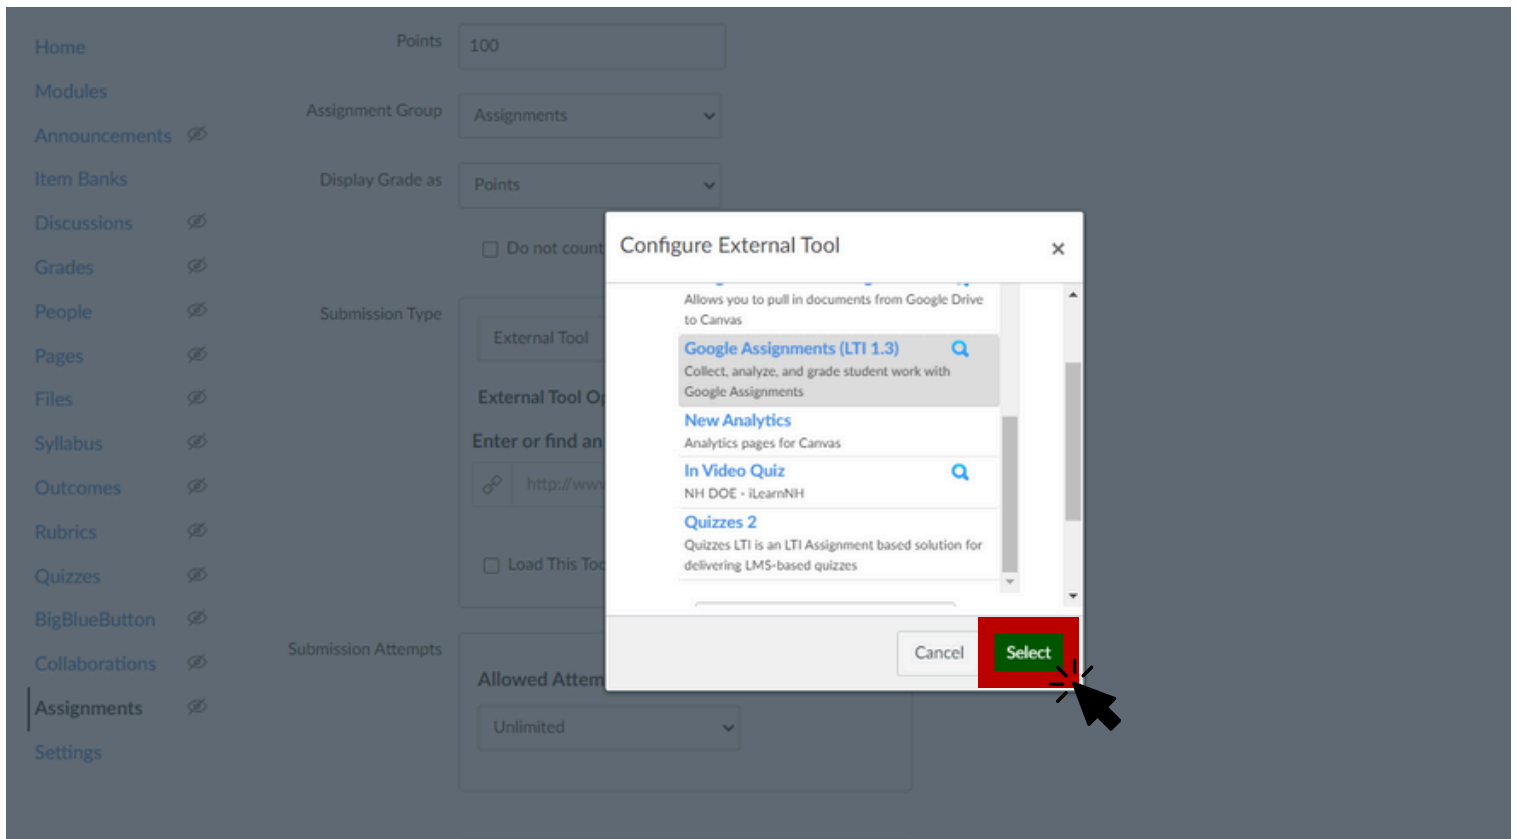 Home
Modules
Announcements
Item Banks
Discussions
Grades
People
Pages
Files
Syllabus
Outcomes
Rubrics
Quizzes
BigBlueButton
Collaborations
Assignments
Settings
Points
100
Assignment Group
Assignments
Display Grade as
Points
Do not count
Submission Type
External Tool
External Tool
Enter or find an
http://www
Load This
Submission Attempts
Allowed
Unlimited
Configure External Tool
Allows you to pull in documents from Google Drive
to Canvas
Google Assignments (LTI 1.3)
Collect, analyze, and grade student work with
Google Assignments
New Analytics
Analytics pages for Canvas
In Video Quiz
NH DOE - iLearnNH
Quizzes 2
Quizzes LTI is an LTI Assignment based solution for
delivering LMS-based quizzes
Cancel
Select